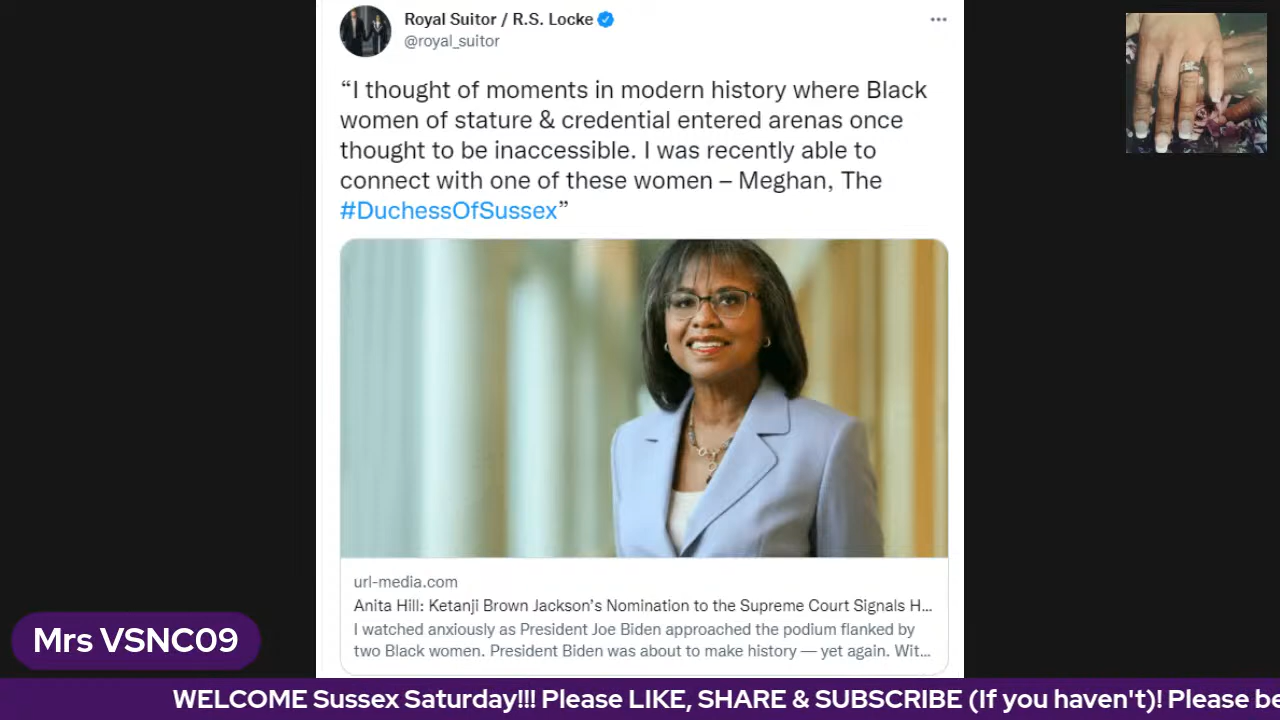 Royal Suitor / R.S. Locke
@royal_suitor
“I thought of moments in modern history where Black
women of stature & credential entered arenas once
thought to be inaccessible. I was recently able to
connect with one of these women – Meghan, The
#DuchessOfSussex”
url-media.com
Anita Hill: Ketanji Brown Jackson’s Nomination to the Supreme Court Signals H...
I watched anxiously as President Joe Biden approached the podium flanked by
two Black women. President Biden was about to make history — yet again. Wit...
Mrs VSNC09
WELCOME Sussex Saturday!!! Please LIKE, SHARE & SUBSCRIBE (If you haven't)! Please be